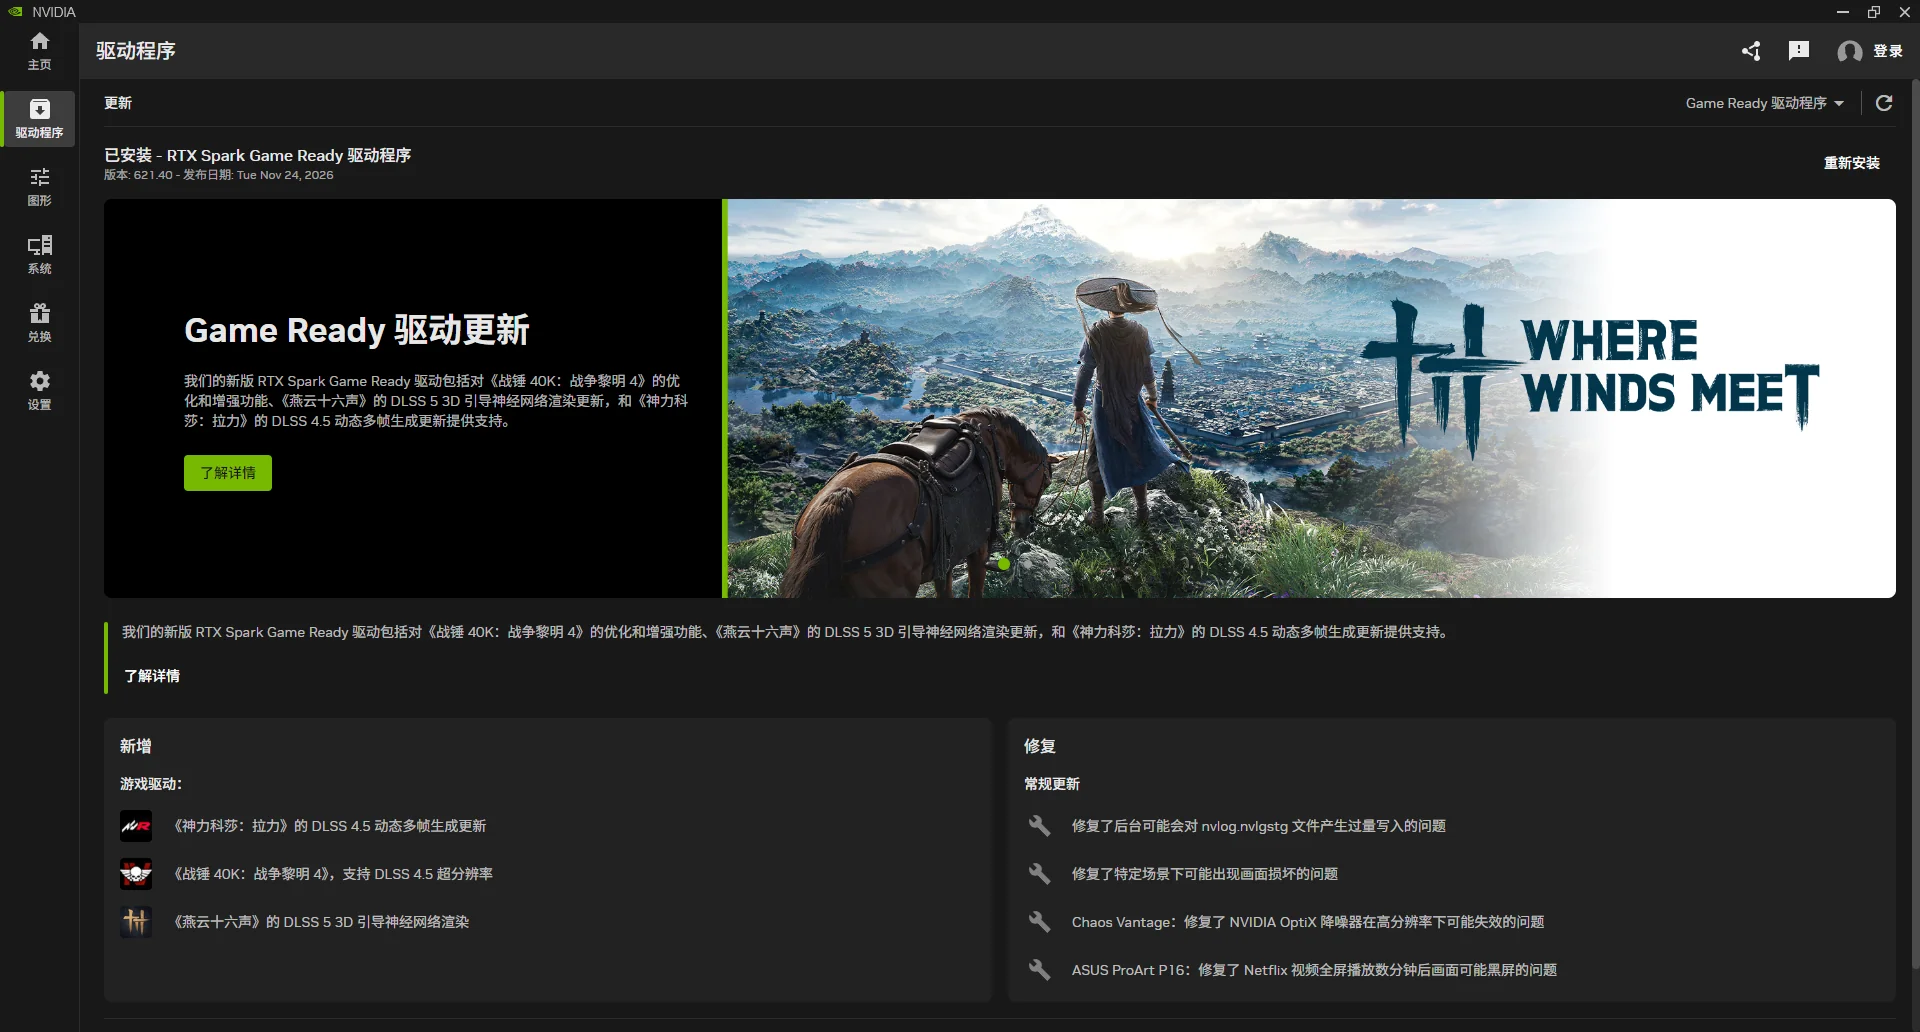 NVIDIA
主页
驱动程序
图形
系统
兑换
设置
驱动程序
登录
更新
Game Ready 驱动程序
已安装 - RTX Spark Game Ready 驱动程序
版本: 621.40 - 发布日期: Tue Nov 24, 2026
重新安装
Game Ready 驱动更新
我们的新版 RTX Spark Game Ready 驱动包括对《战锤 40K：战争黎明 4》的优
化和增强功能、《燕云十六声》的 DLSS 5 3D 引导神经网络渲染更新，和《神力科
莎：拉力》的 DLSS 4.5 动态多帧生成更新提供支持。
了解详情
WHERE
WINDS MEET
我们的新版 RTX Spark Game Ready 驱动包括对《战锤 40K：战争黎明 4》的优化和增强功能、《燕云十六声》的 DLSS 5 3D 引导神经网络渲染更新，和《神力科莎：拉力》的 DLSS 4.5 动态多帧生成更新提供支持。
了解详情
新增
游戏驱动：
《神力科莎：拉力》的 DLSS 4.5 动态多帧生成更新
《战锤 40K：战争黎明 4》，支持 DLSS 4.5 超分辨率
《燕云十六声》的 DLSS 5 3D 引导神经网络渲染
修复
常规更新
修复了后台可能会对 nvlog.nvlgstg 文件产生过量写入的问题
修复了特定场景下可能出现画面损坏的问题
Chaos Vantage：修复了 NVIDIA OptiX 降噪器在高分辨率下可能失效的问题
ASUS ProArt P16：修复了 Netflix 视频全屏播放数分钟后画面可能黑屏的问题